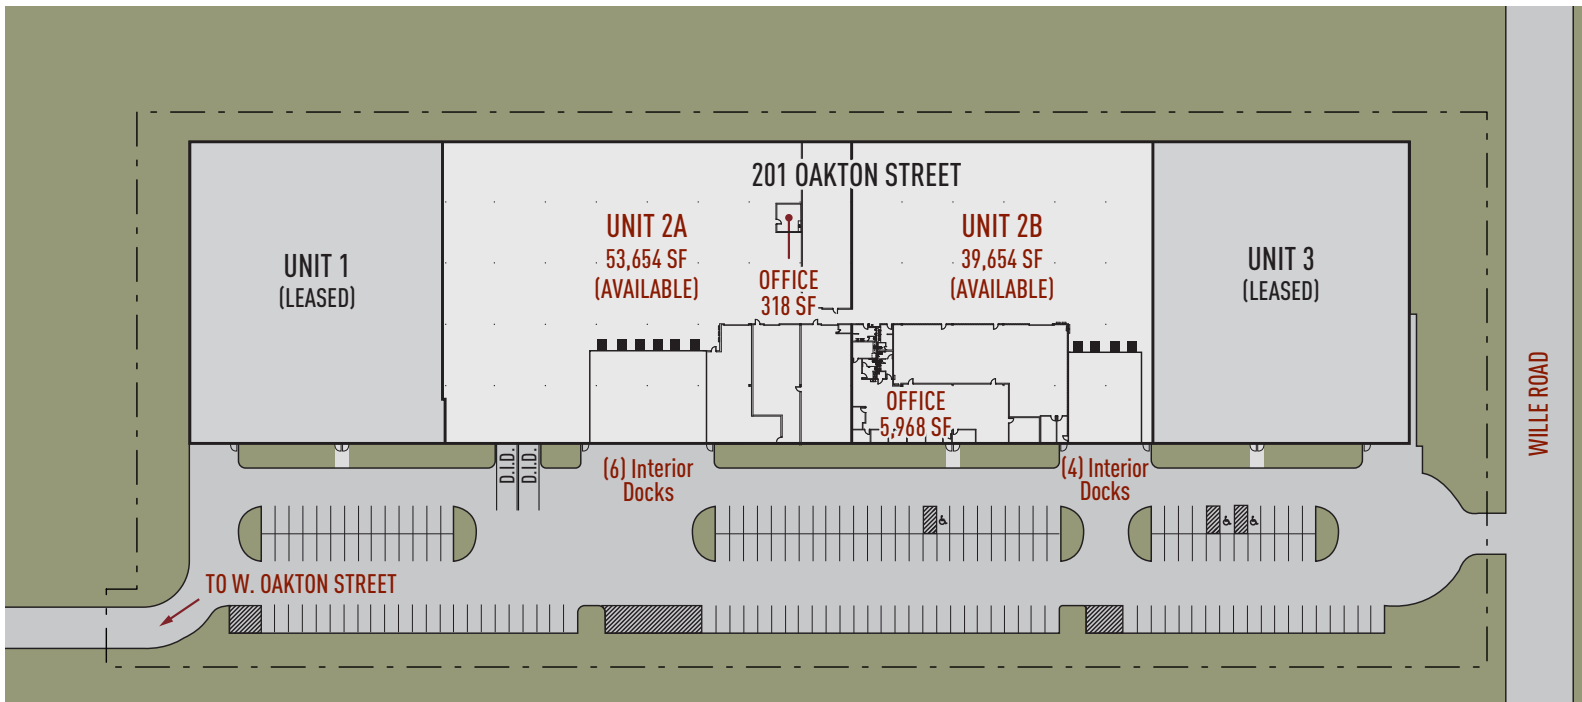 201 OAKTON STREET
UNIT 1
(LEASED)
UNIT 2A
53,654 SF
(AVAILABLE)
OFFICE
318 SF
UNIT 2B
39,654 SF
(AVAILABLE)
UNIT 3
(LEASED)
OFFICE
5,968 SF
D.I.D.
D.I.D.
(6) Interior
Docks
(4) Interior
Docks
WILLE ROAD
TO W. OAKTON STREET